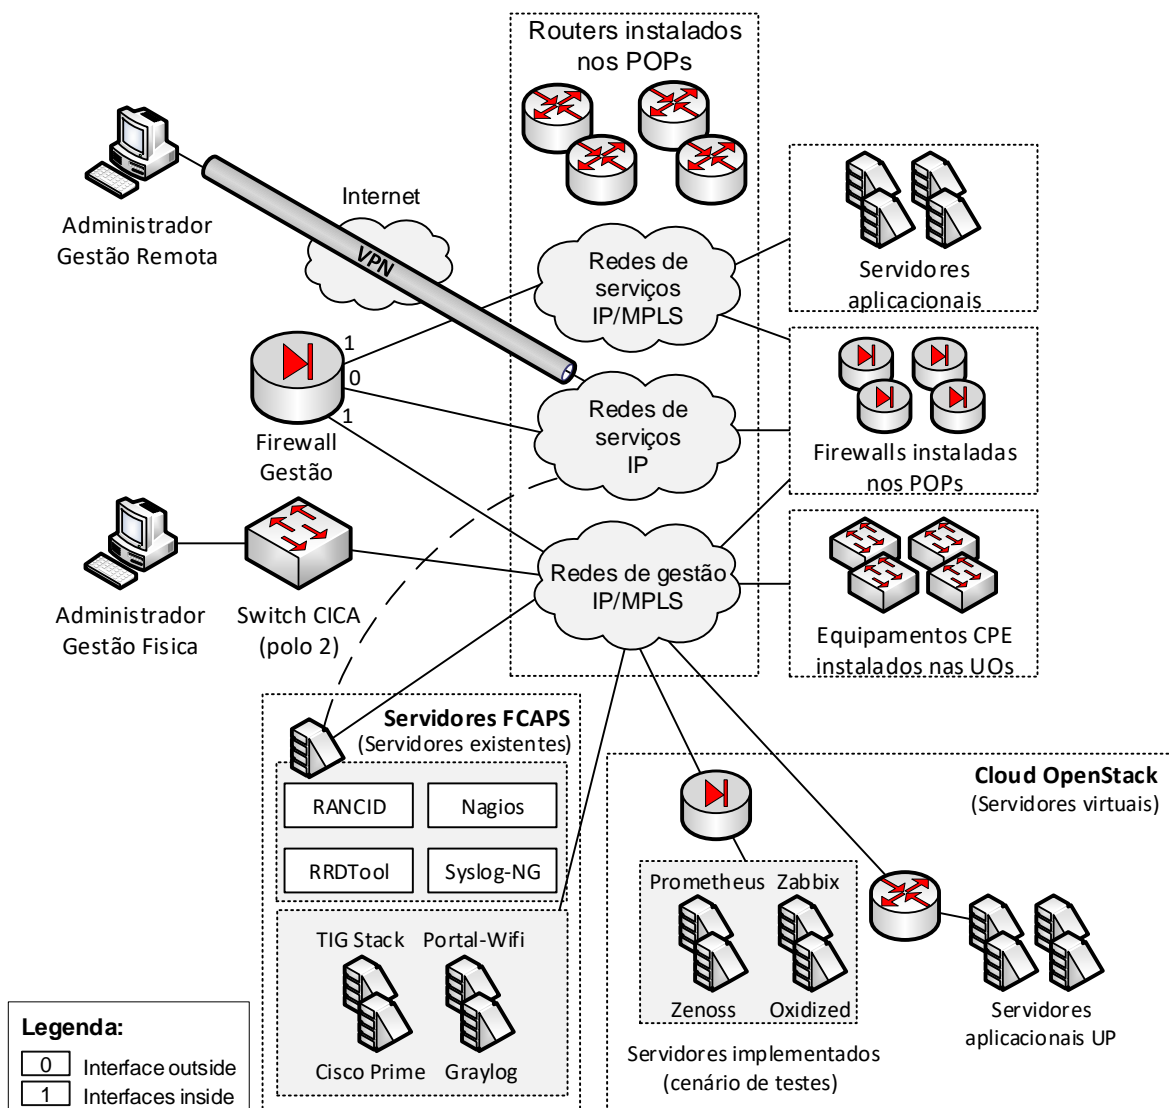 Routers instalados
nos POPs
Administrador
Gestão Remota
Internet
VPN
Redes de
serviços
IP/MPLS
Servidores
aplicacionais
1
0
1
Firewall
Gestão
Redes de
serviços
IP
Firewalls instaladas
nos POPs
Administrador
Gestão Fisica
Switch CICA
(polo 2)
Redes de gestão
IP/MPLS
Equipamentos CPE
instalados nas UOs
Servidores FCAPS
(Servidores existentes)
RANCID
Nagios
RRDTool
Syslog-NG
TIG Stack
Portal-Wifi
Cisco Prime
Graylog
Cloud OpenStack
(Servidores virtuais)
Prometheus
Zabbix
Zenoss
Oxidized
Servidores implementados
(cenário de testes)
Servidores
aplicacionais UP
Legenda:
0 Interface outside
1 Interfaces inside